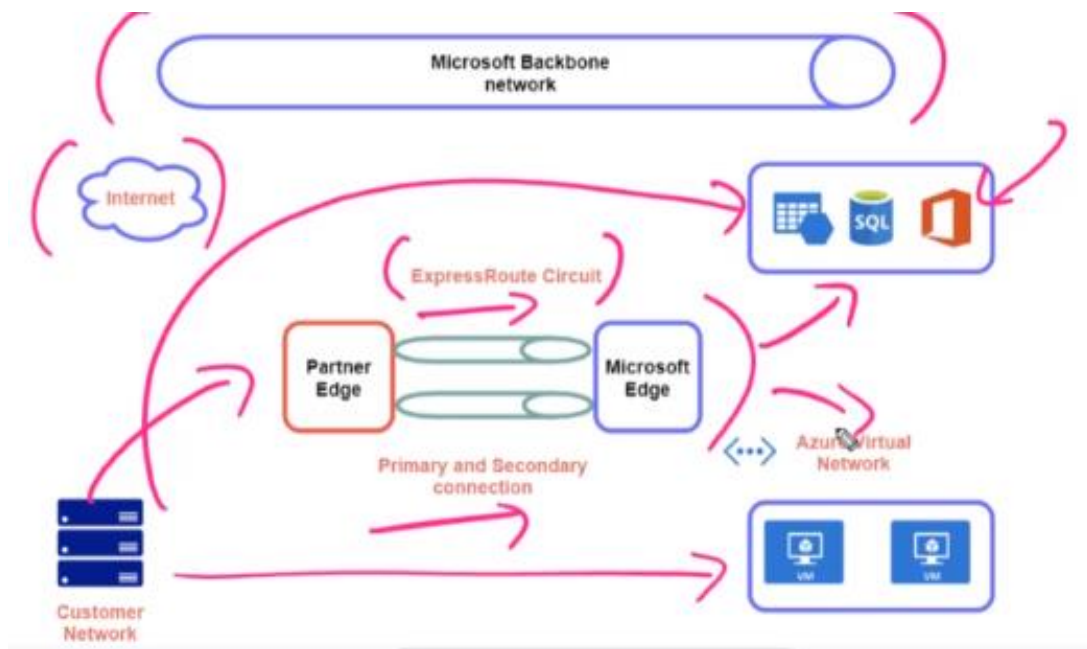 Microsoft Backbone
network
Internet
SQL
ExpressRoute Circuit
Partner
Edge
Microsoft
Edge
Azure Virtual
Network
Primary and Secondary
connection
VM
VM
Customer
Network